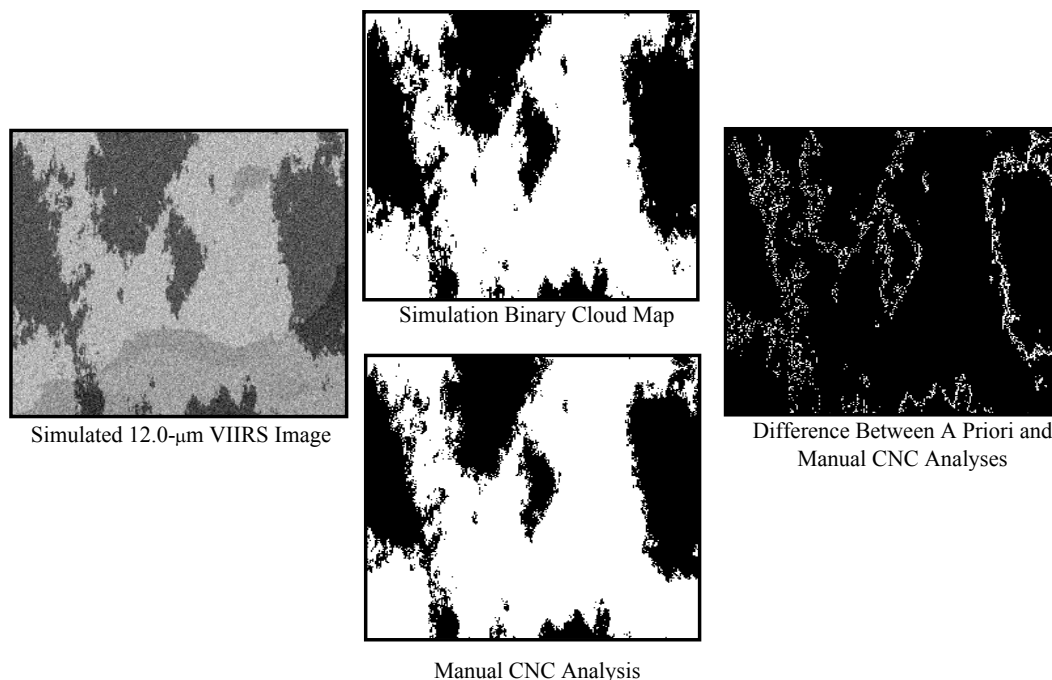 Simulation Binary Cloud Map
Simulated 12.0-μm VIIRS Image
Difference Between A Priori and
Manual CNC Analyses
Manual CNC Analysis